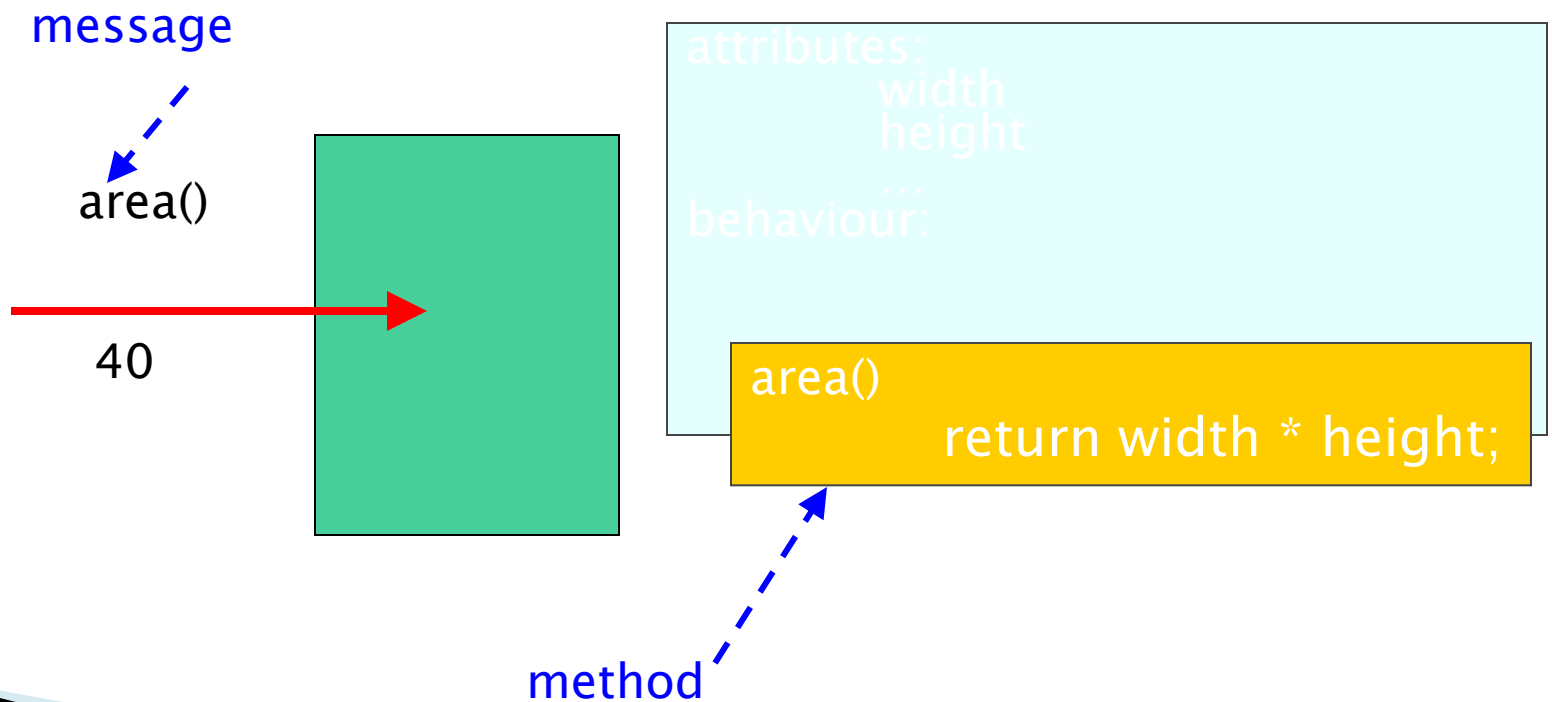 message
area()
40
attributes:
width
height
...
behaviour:
area()
return width * height;
method